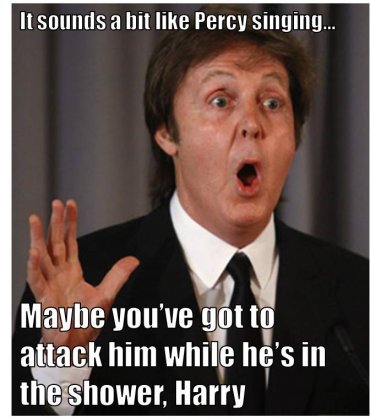 It sounds a bit like Percy singing...
Maybe you've got to
attack him while he's in
the shower, Harry